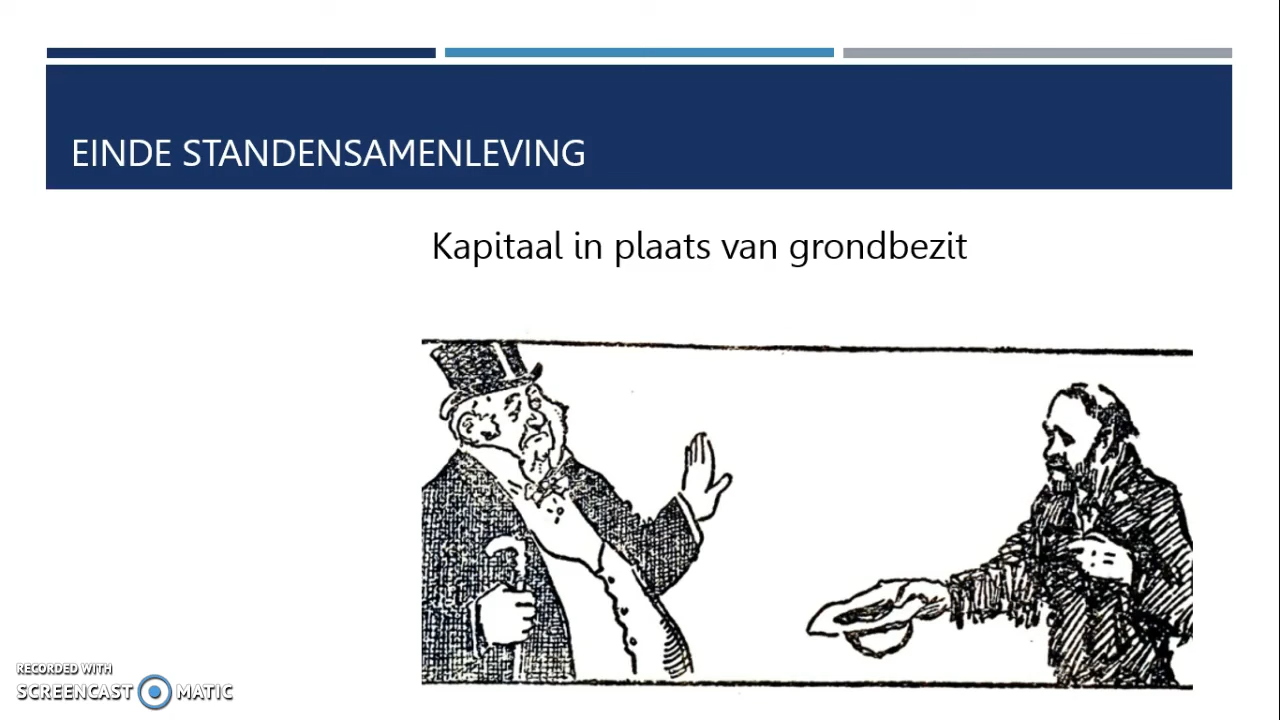 EINDE STANDENSAMENLEVING
Kapitaal in plaats van grondbezit
RECORDED WITH
SCREENCAST MATIC